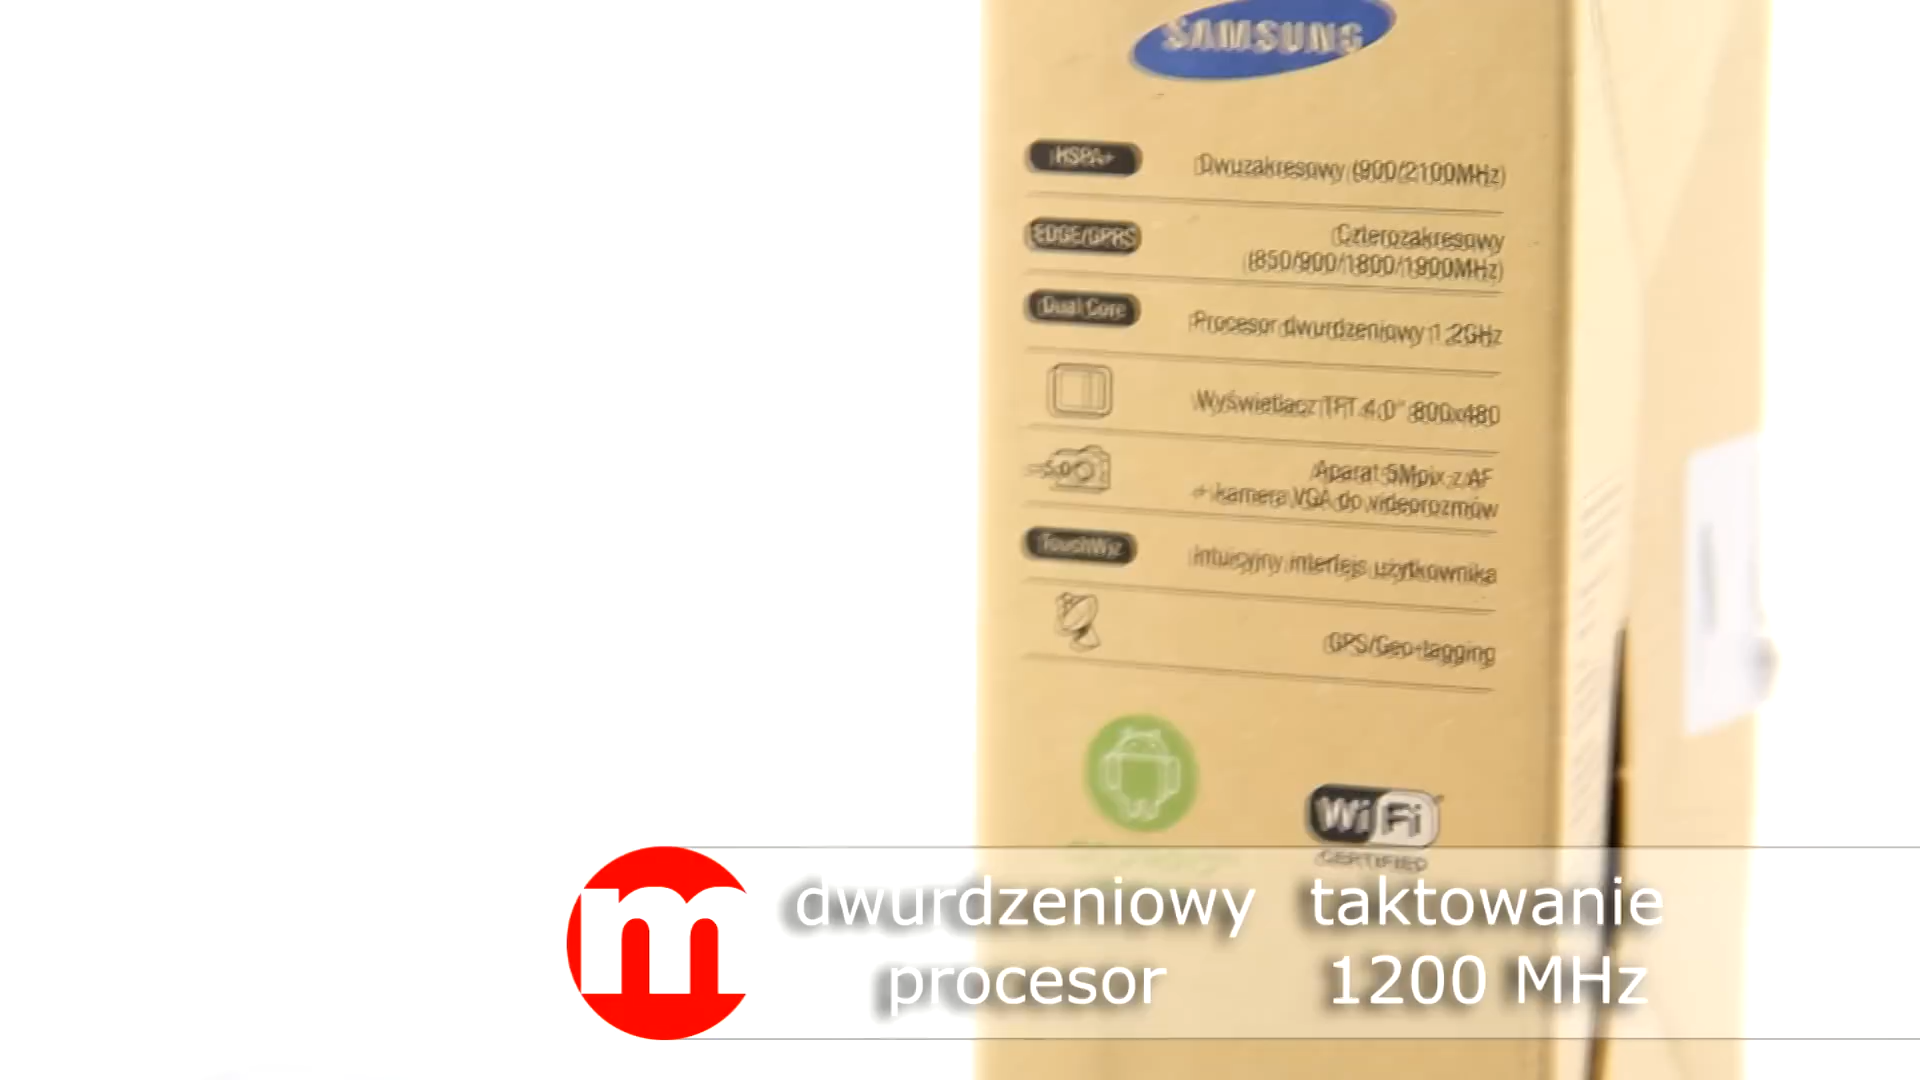 SAMSUNG
HSPA+ Dwuzakresowy (900/2100MHz)
EDGE/GPRS Czterozakresowy
(850/900/1800/1900MHz)
Dual Core Procesor dwurdzeniowy 1.2GHz
Wyświetlacz TFT 4.0" 800x480
5.0 Aparat 5Mpix z AF
+ kamera VGA do videorozmów
TouchWiz Intuicyjny interfejs użytkownika
GPS/Geo-tagging
Wi Fi
CERTIFIED
m
dwurdzeniowy taktowanie
procesor 1200 MHz